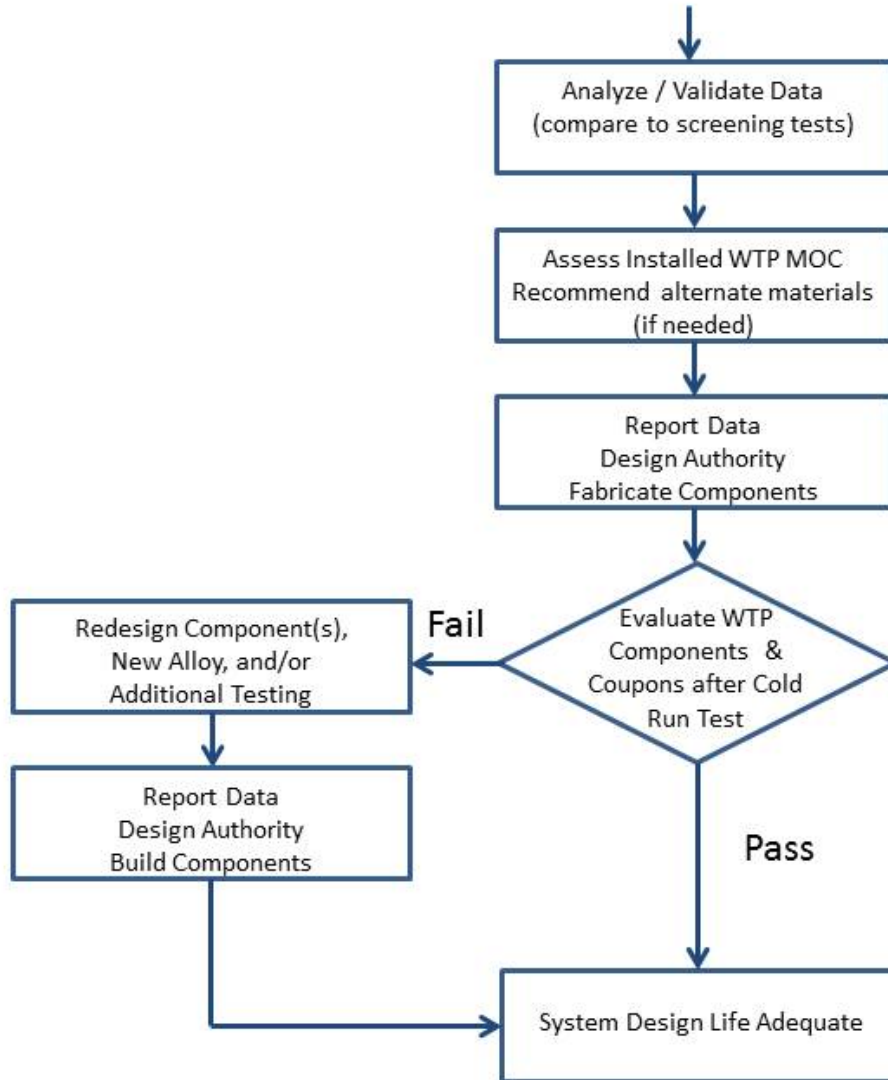 Analyze / Validate Data
(compare to screening tests)
Assess Installed WTP MOC
Recommend alternate materials
(if needed)
Report Data
Design Authority
Fabricate Components
Evaluate WTP
Components &
Coupons after Cold
Run Test
Fail
Redesign Component(s),
New Alloy, and/or
Additional Testing
Report Data
Design Authority
Build Components
Pass
System Design Life Adequate